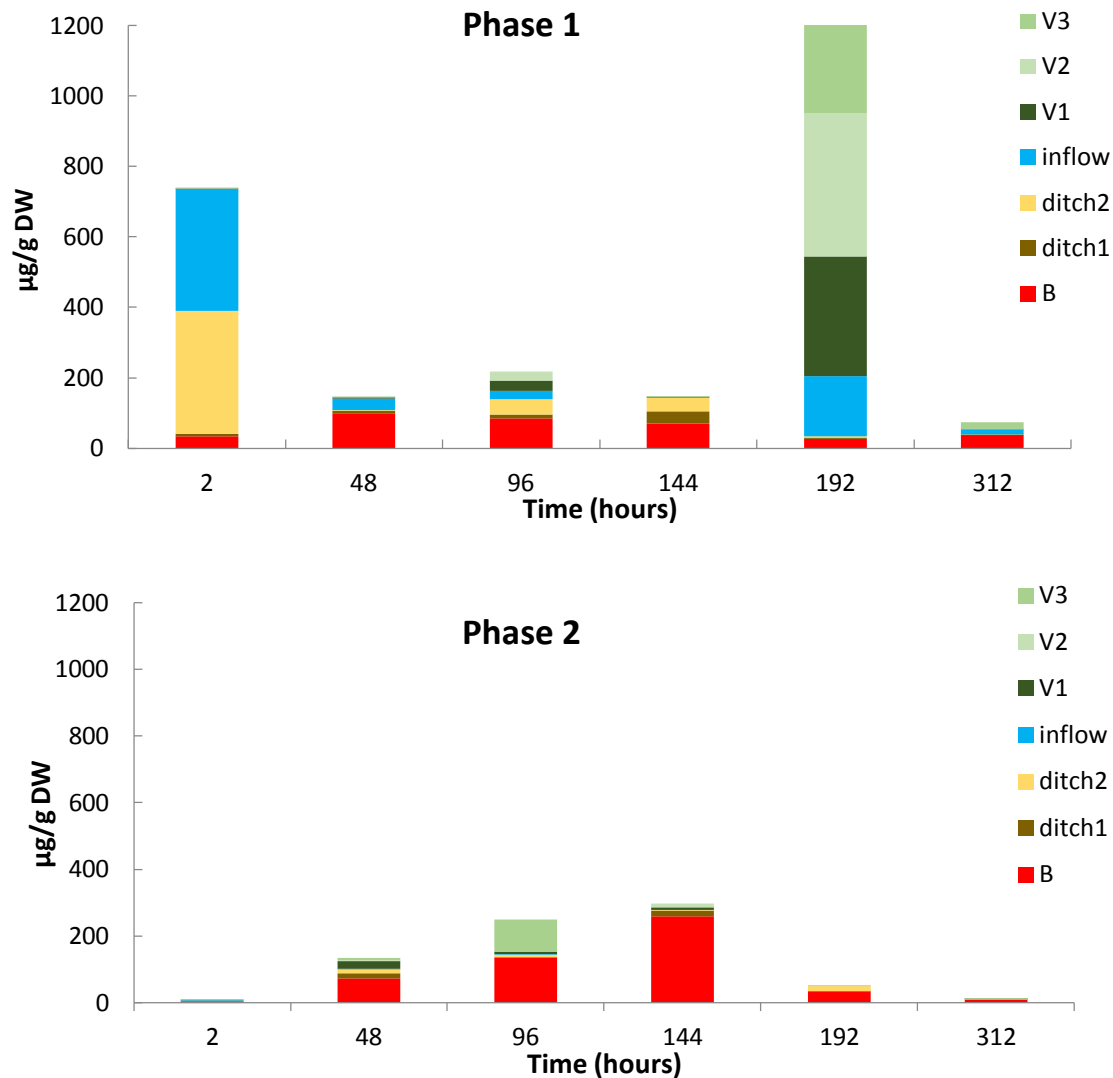 Phase 1
µg/g DW
1200
1000
800
600
400
200
0
2 48 96 144 192 312
Time (hours)
V3
V2
V1
inflow
ditch2
ditch1
B
Phase 2
µg/g DW
1200
1000
800
600
400
200
0
2 48 96 144 192 312
Time (hours)
V3
V2
V1
inflow
ditch2
ditch1
B